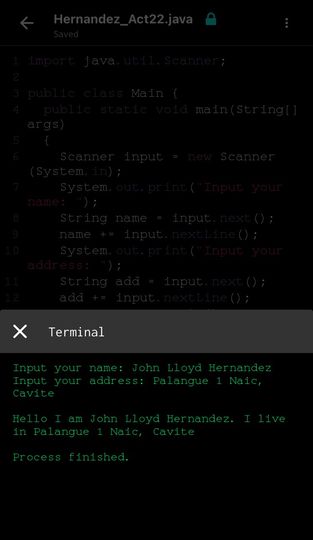 Hernandez_Act22.java
Saved
1 import java.util.Scanner;
2
3 public class Main {
4 public static void main(String[]
args)
5 {
6 Scanner input = new Scanner
(System.in);
7 System.out.print("Input your
name: ");
8 String name = input.next();
9 name += input.nextLine();
10 System.out.print("Input your
address: ");
11 String add = input.next();
12 add += input.nextLine();
Terminal
Input your name: John Lloyd Hernandez
Input your address: Palangue 1 Naic,
Cavite
Hello I am John Lloyd Hernandez. I live
in Palangue 1 Naic, Cavite
Process finished.